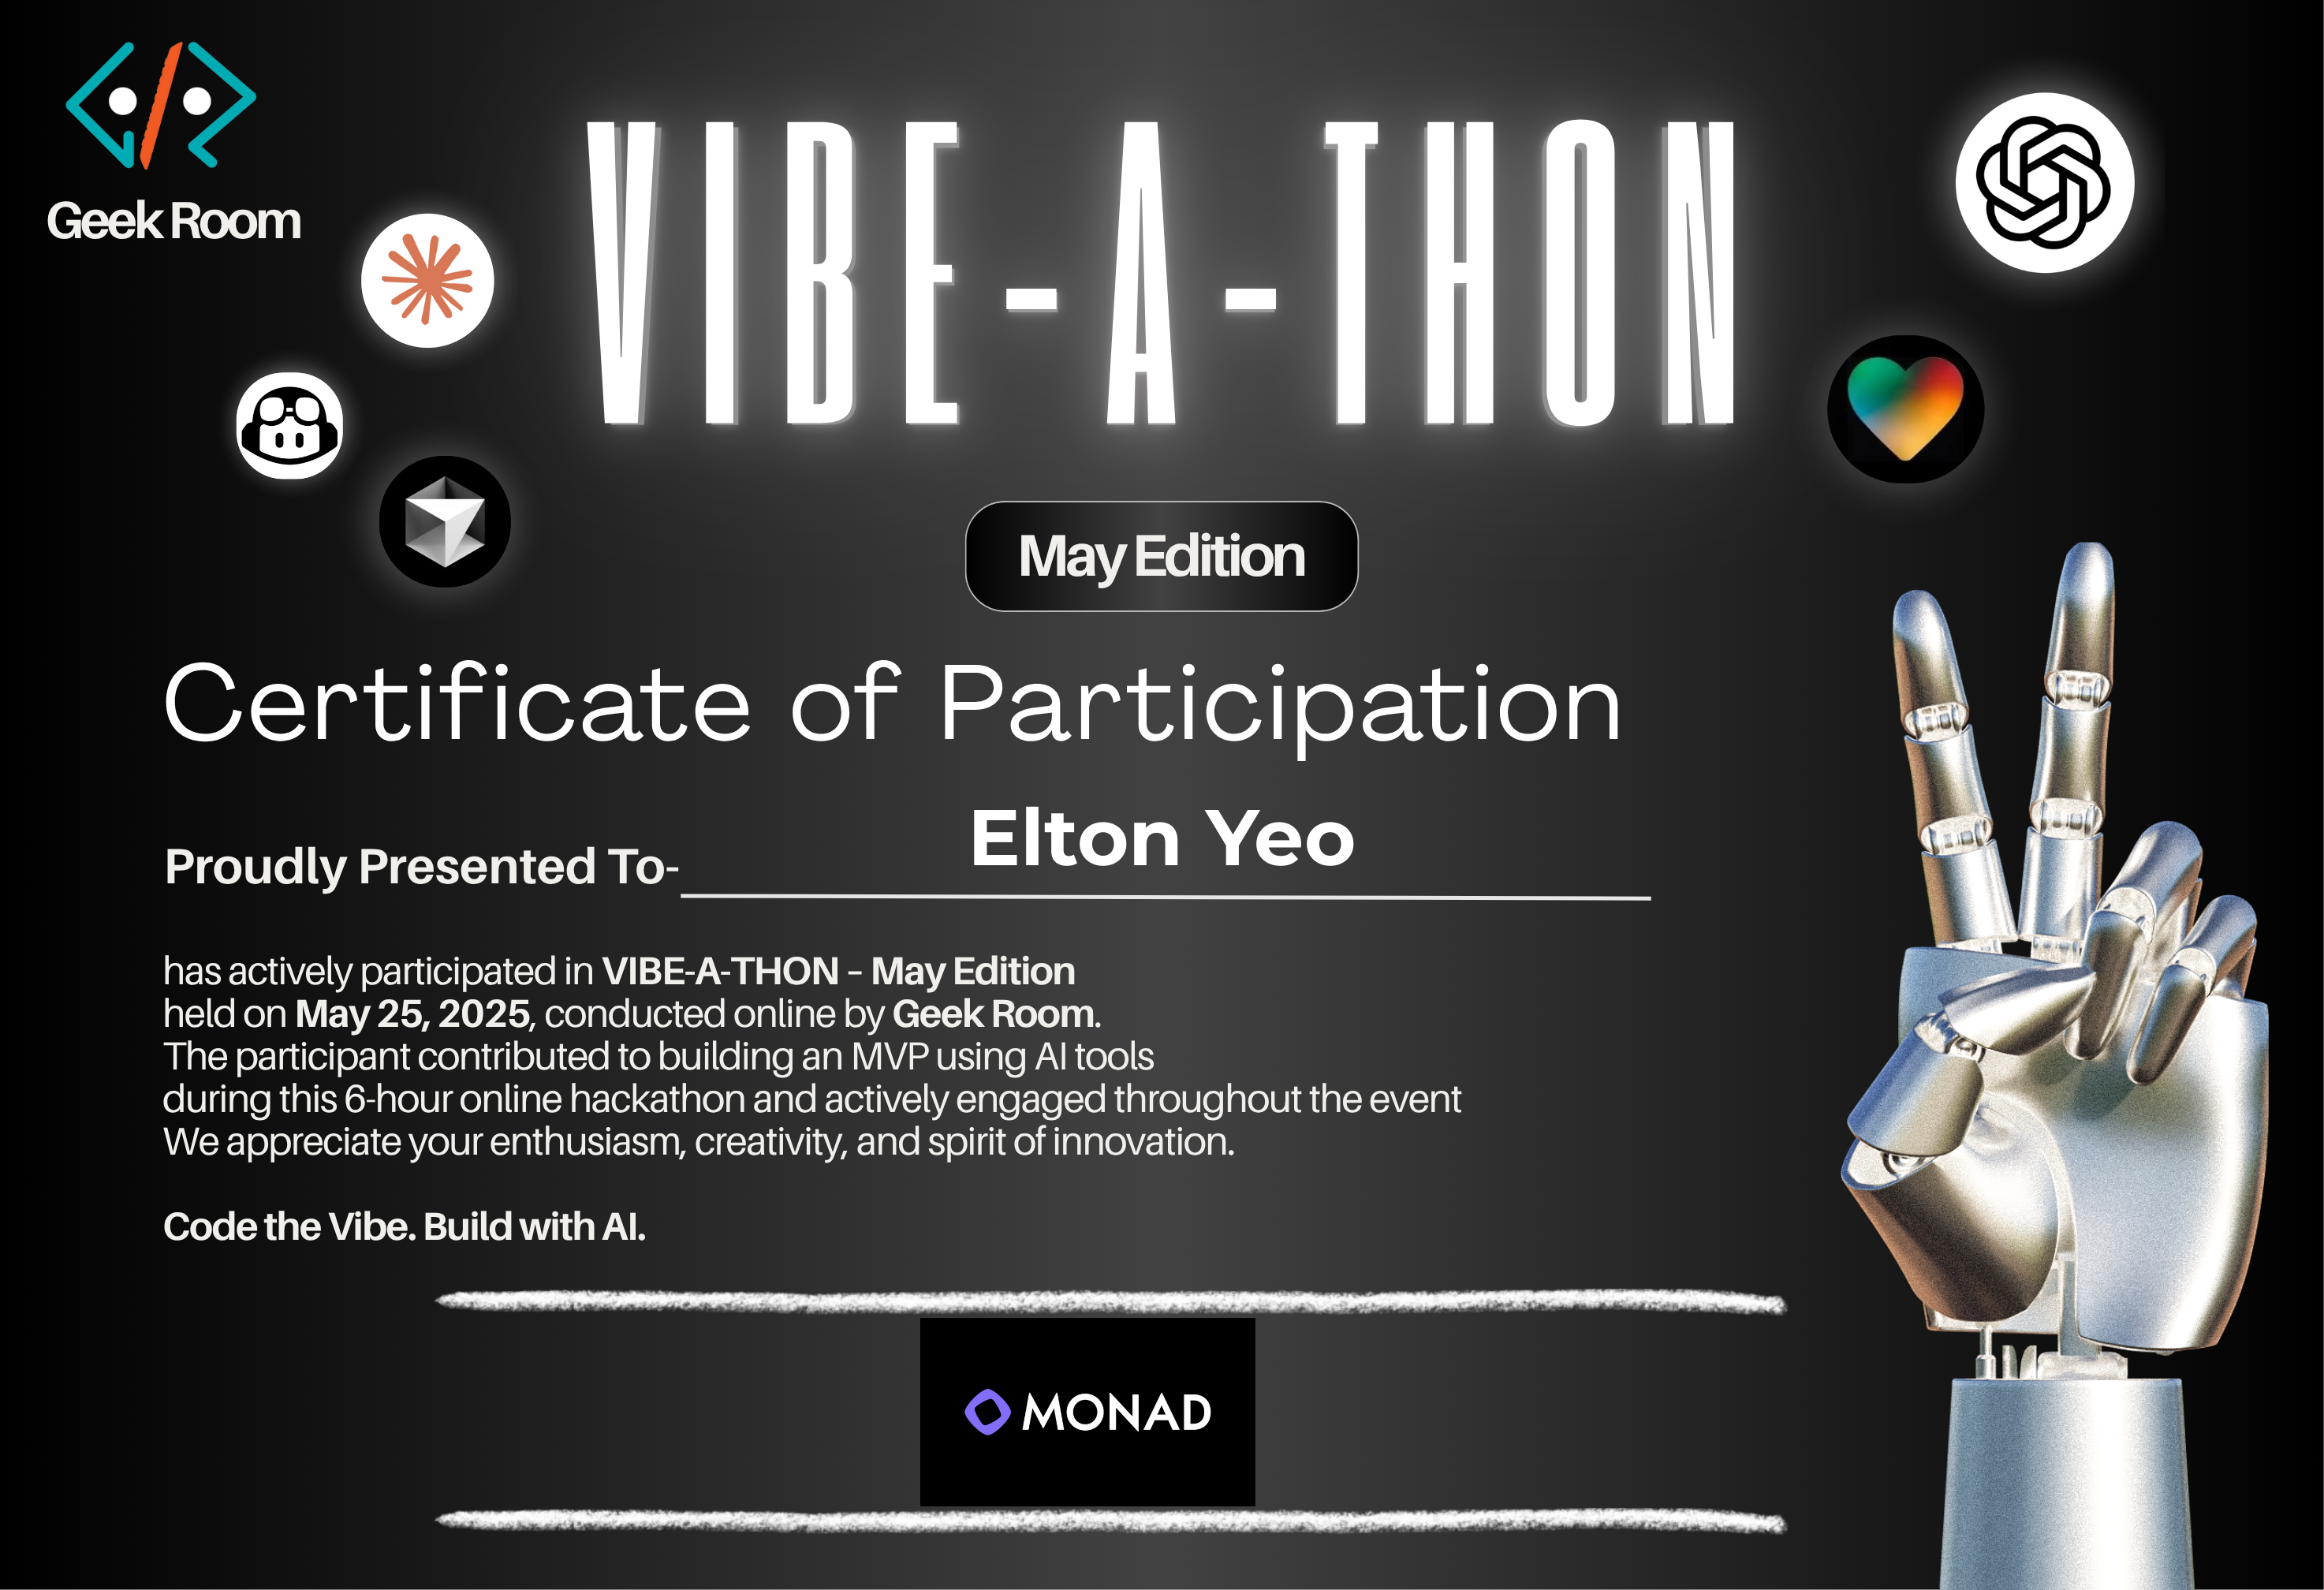 Geek Room
VIBE-A-THON
May Edition
Certificate of Participation
Elton Yeo
Proudly Presented To-
has actively participated in VIBE-A-THON – May Edition
held on May 25, 2025, conducted online by Geek Room.
The participant contributed to building an MVP using AI tools
during this 6-hour online hackathon and actively engaged throughout the event
We appreciate your enthusiasm, creativity, and spirit of innovation.
Code the Vibe. Build with AI.
MONAD